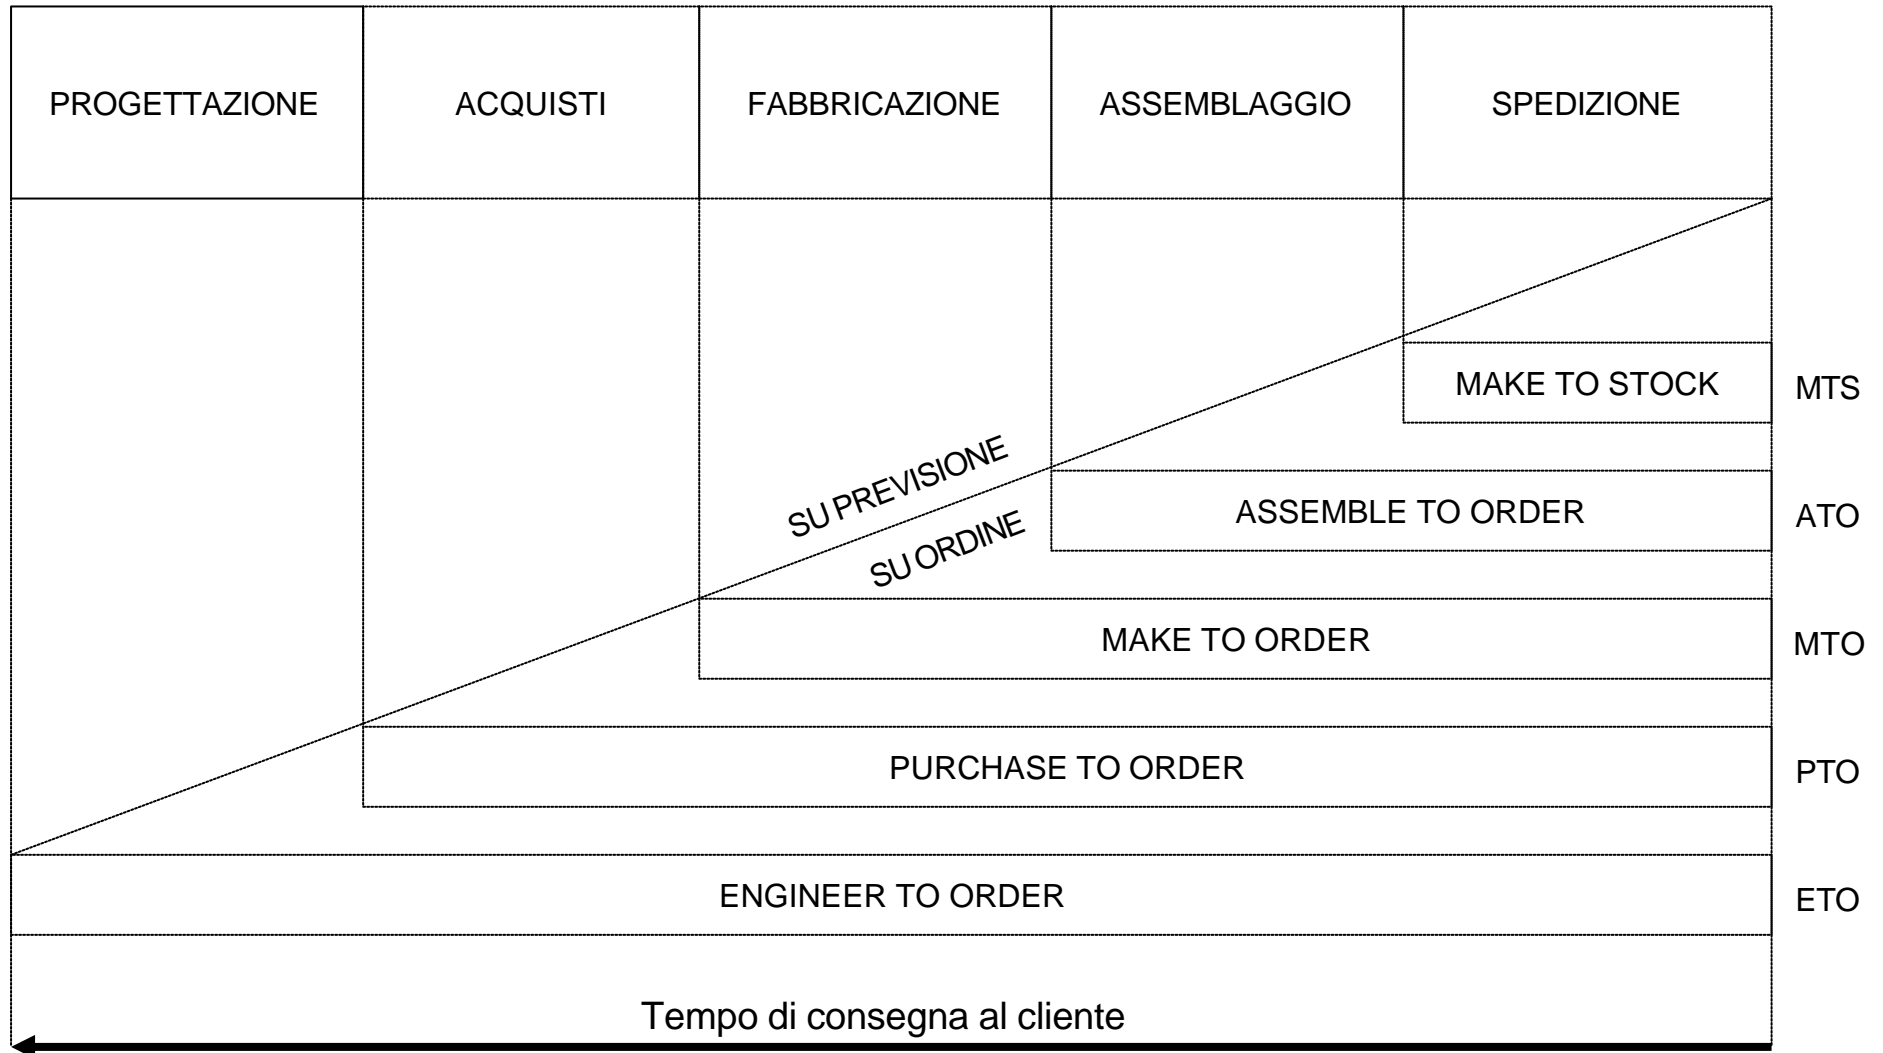 PROGETTAZIONE
ACQUISTI
FABBRICAZIONE
ASSEMBLAGGIO
SPEDIZIONE
MAKE TO STOCK
MTS
SU PREVISIONE
SU ORDINE
ASSEMBLE TO ORDER
ATO
MAKE TO ORDER
MTO
PURCHASE TO ORDER
PTO
ENGINEER TO ORDER
ETO
Tempo di consegna al cliente